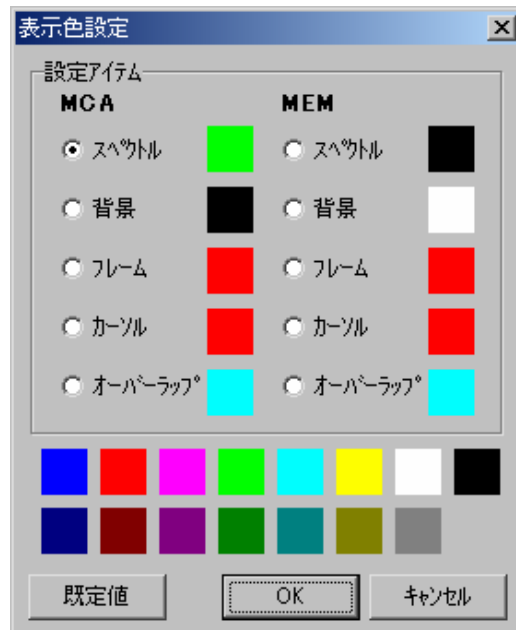 表示色設定
設定ｱｲﾃﾑ
MCA MEM
ｽﾍﾟｸﾄﾙ ｽﾍﾟｸﾄﾙ
背景 背景
ﾌﾚｰﾑ ﾌﾚｰﾑ
ｶｰｿﾙ ｶｰｿﾙ
ｵｰﾊﾞｰﾗｯﾌﾟ ｵｰﾊﾞｰﾗｯﾌﾟ
既定値 OK ｷｬﾝｾﾙ